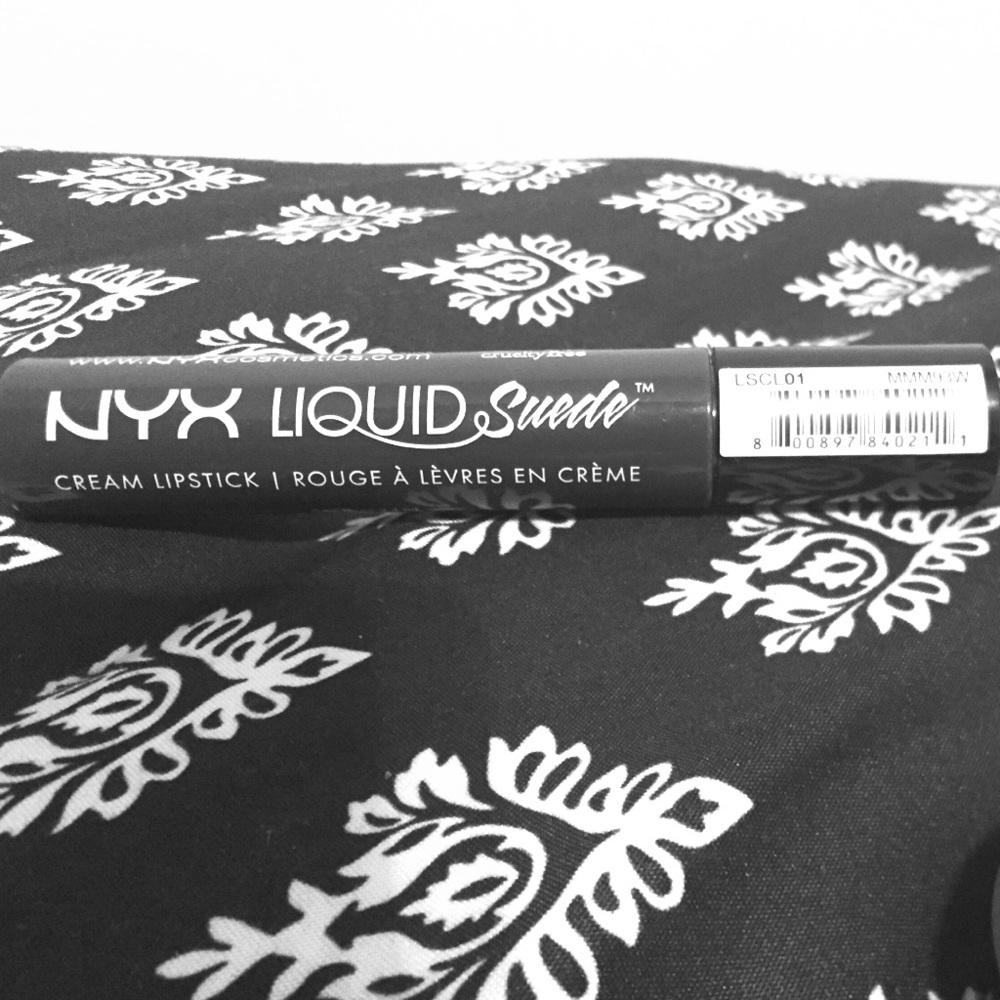 www.NYXcosmetics.com cruelty free
NYX LIQUID Suede™
CREAM LIPSTICK | ROUGE À LÈVRES EN CRÈME
LSCL01 MMM93W
8 00897 84021 1